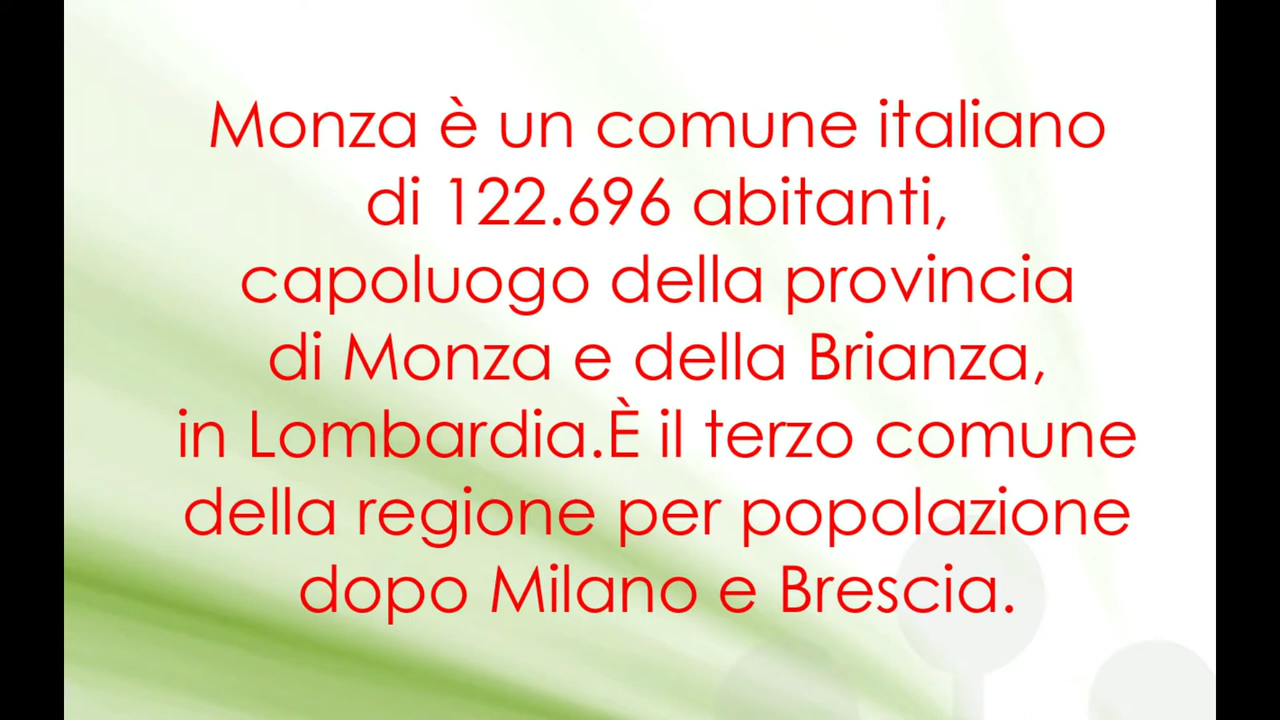 Monza è un comune italiano
di 122.696 abitanti,
capoluogo della provincia
di Monza e della Brianza,
in Lombardia.È il terzo comune
della regione per popolazione
dopo Milano e Brescia.